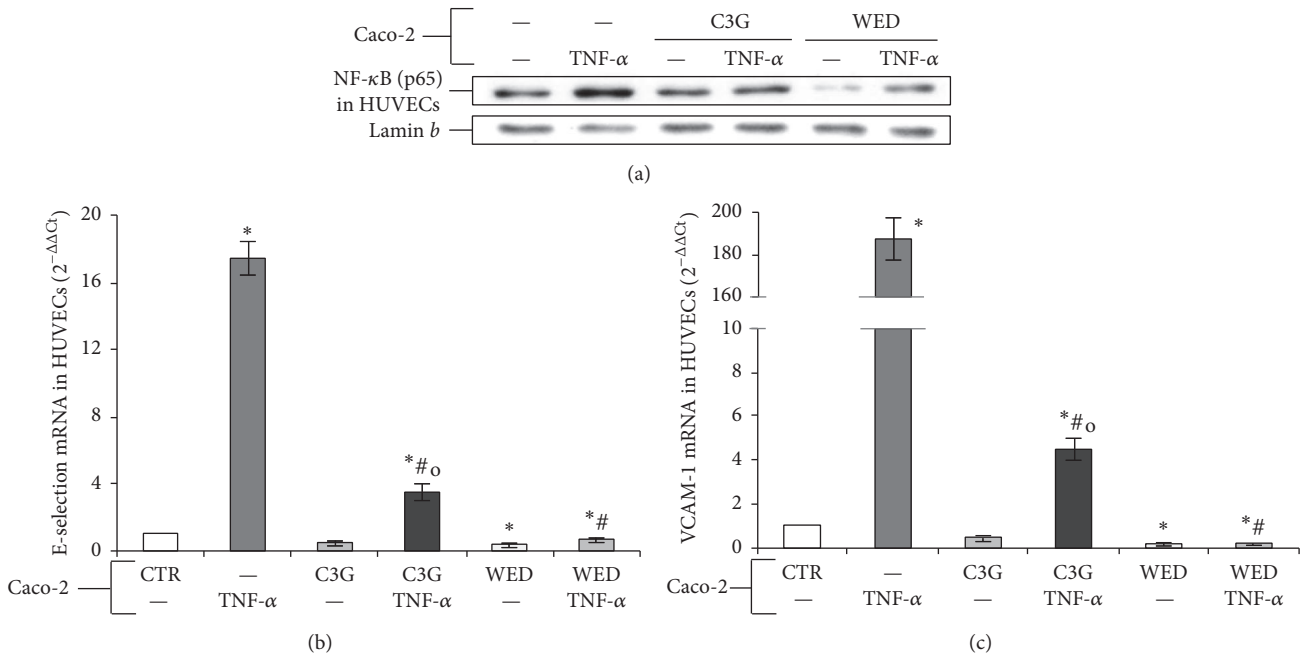 — — C3G WED
Caco-2
— TNF-α — TNF-α — TNF-α
NF-κB (p65)
in HUVECs
Lamin b
(a)
E-selection mRNA in HUVECs (2^−ΔΔCt)
20
16
12
8
4
0
*
*#o
*
*#
CTR — C3G C3G WED WED
Caco-2
— TNF-α — TNF-α — TNF-α
(b)
VCAM-1 mRNA in HUVECs (2^−ΔΔCt)
200
190
180
170
160
10
8
6
4
2
0
*
*#o
*
*#
CTR — C3G C3G WED WED
Caco-2
— TNF-α — TNF-α — TNF-α
(c)